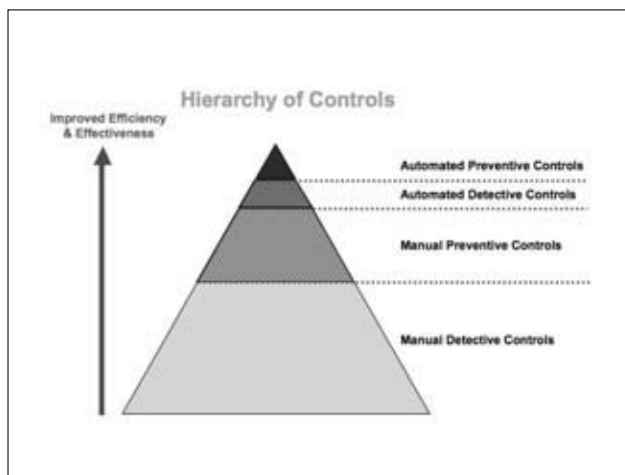 Hierarchy of Controls
Improved Efficiency
& Effectiveness
Automated Preventive Controls
Automated Detective Controls
Manual Preventive Controls
Manual Detective Controls